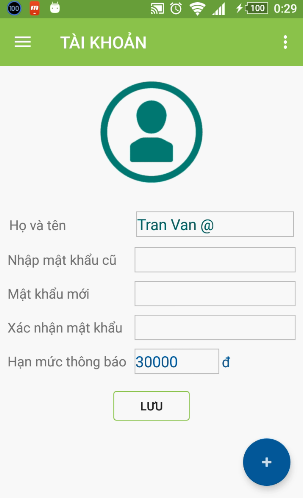 100 100 0:29
TÀI KHOẢN
Họ và tên Tran Van @
Nhập mật khẩu cũ
Mật khẩu mới
Xác nhận mật khẩu
Hạn mức thông báo 30000 đ
LƯU
+